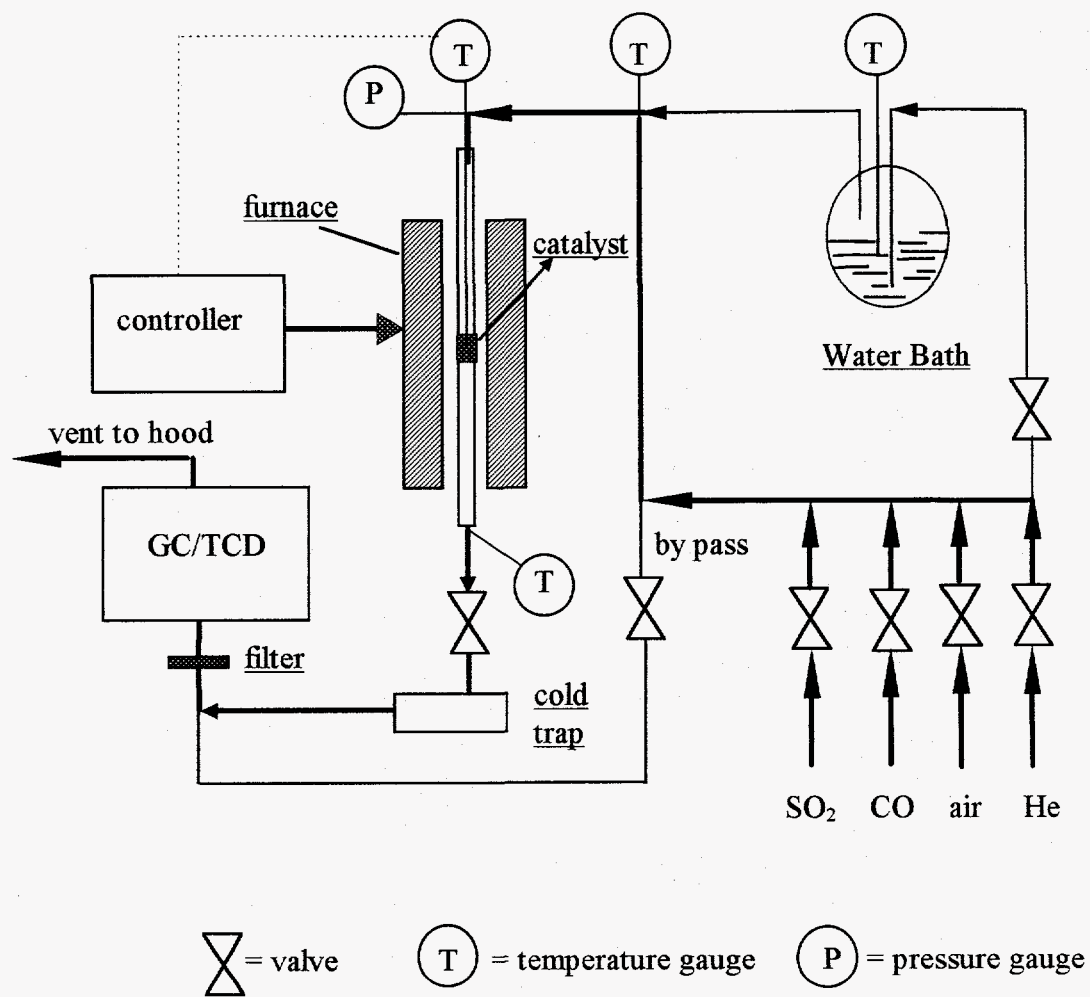 T
T
T
P
furnace
catalyst
controller
Water Bath
vent to hood
GC/TCD
by pass
T
filter
cold
trap
SO₂ CO air He
= valve
T = temperature gauge
P = pressure gauge